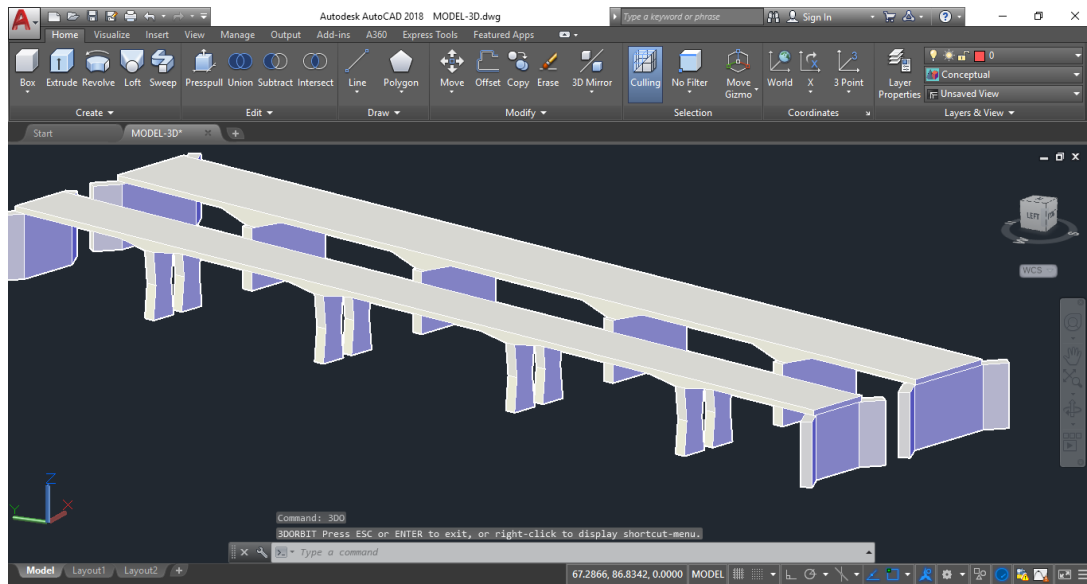 Autodesk AutoCAD 2018 MODEL-3D.dwg
Type a keyword or phrase
Sign In
Home Visualize Insert View Manage Output Add-ins A360 Express Tools Featured Apps
Box Extrude Revolve Loft Sweep Presspull Union Subtract Intersect Line Polygon Move Offset Copy Erase 3D Mirror Culling No Filter Move Gizmo World X 3 Point Layer Properties
0
Conceptual
Unsaved View
Create Edit Draw Modify Selection Coordinates Layers & View
Start MODEL-3D*
LEFT
W
S
WCS
Z
Y
X
Command: 3DO
3DORBIT Press ESC or ENTER to exit, or right-click to display shortcut-menu.
Type a command
Model Layout1 Layout2 +
67.2866, 86.8342, 0.0000 MODEL